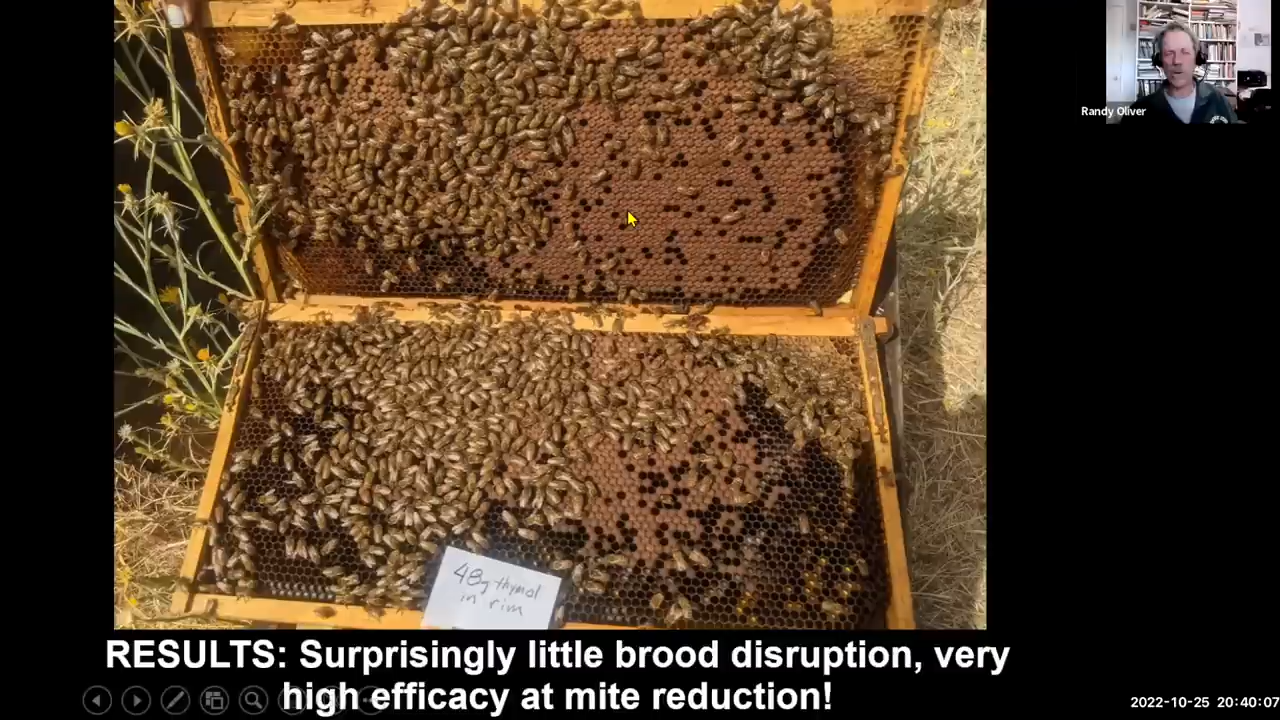 Randy Oliver
48g thymol
in rim
RESULTS: Surprisingly little brood disruption, very
high efficacy at mite reduction!
2022-10-25 20:40:07